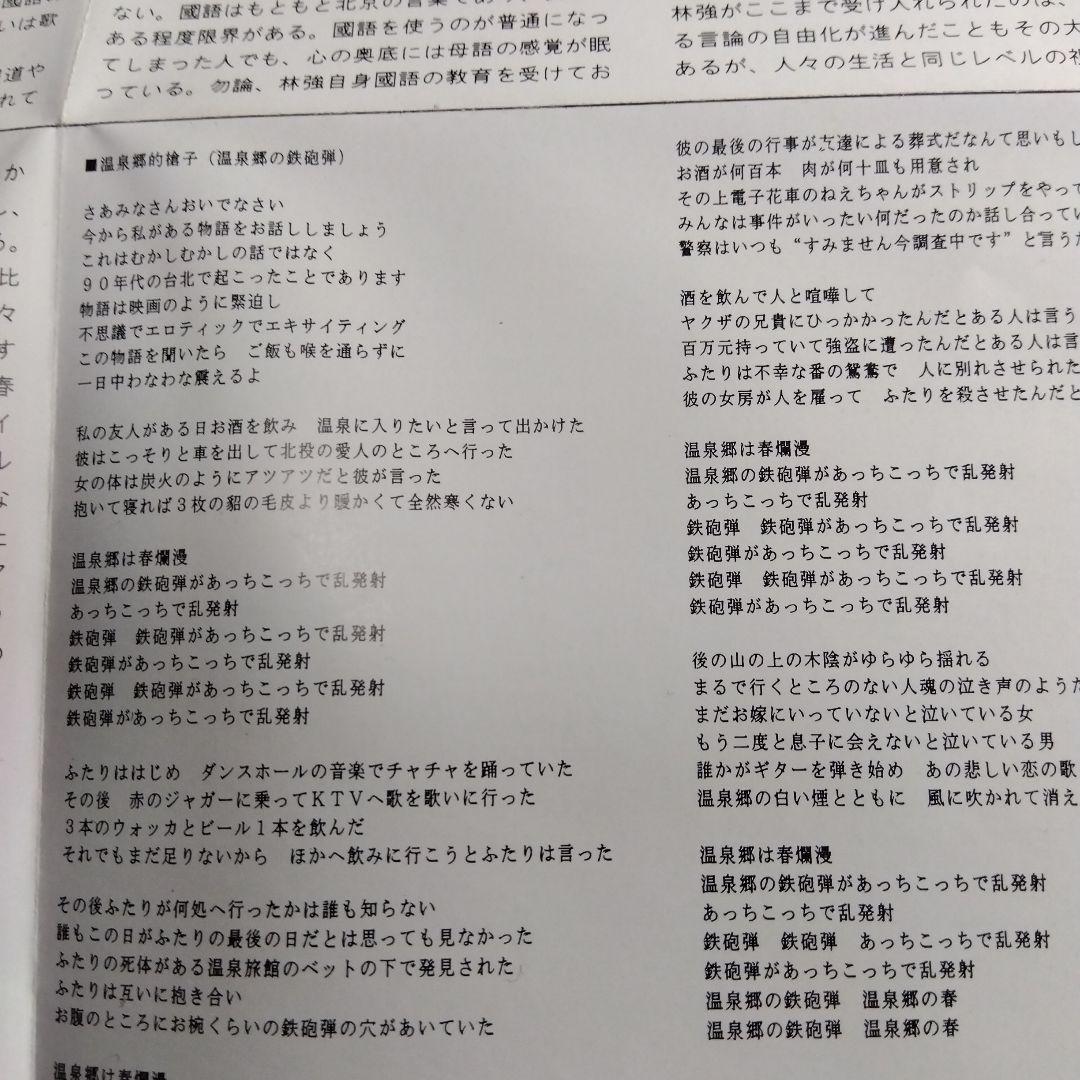 ない。國語はもともと北京の言葉であり、
ある程度限界がある。國語を使うのが普通になっ
てしまった人でも、心の奥底には母語の感覚が眠
っている。勿論、林強自身國語の教育を受けてお
林強がここまで受け入れられたのは、
る言論の自由化が進んだこともその大
あるが、人々の生活と同じレベルの視
いは歌
道や
れて
か
、
る。
比
々
す
春
イ
レ
な
■温泉郷的槍子（温泉郷の鉄砲弾）
さあみなさんおいでなさい
今から私がある物語をお話ししましょう
これはむかしむかしの話ではなく
９０年代の台北で起こったことであります
物語は映画のように緊迫し
不思議でエロティックでエキサイティング
この物語を聞いたら　ご飯も喉を通らずに
一日中わなわな震えるよ
私の友人がある日お酒を飲み　温泉に入りたいと言って出かけた
彼はこっそりと車を出して北投の愛人のところへ行った
女の体は炭火のようにアツアツだと彼が言った
抱いて寝れば３枚の貂の毛皮より暖かくて全然寒くない
温泉郷は春爛漫
温泉郷の鉄砲弾があっちこっちで乱発射
あっちこっちで乱発射
鉄砲弾　鉄砲弾があっちこっちで乱発射
鉄砲弾があっちこっちで乱発射
鉄砲弾　鉄砲弾があっちこっちで乱発射
鉄砲弾があっちこっちで乱発射
ふたりははじめ　ダンスホールの音楽でチャチャを踊っていた
その後　赤のジャガーに乗ってＫＴＶへ歌を歌いに行った
３本のウォッカとビール１本を飲んだ
それでもまだ足りないから　ほかへ飲みに行こうとふたりは言った
その後ふたりが何処へ行ったかは誰も知らない
誰もこの日がふたりの最後の日だとは思っても見なかった
ふたりの死体がある温泉旅館のベットの下で発見された
ふたりは互いに抱き合い
お腹のところにお椀くらいの鉄砲弾の穴があいていた
温泉郷は春爛漫
彼の最後の行事が友達による葬式だなんて思いもし
お酒が何百本　肉が何十皿も用意され
その上電子花車のねえちゃんがストリップをやって
みんなは事件がいったい何だったのか話し合ってい
警察はいつも“すみません今調査中です”と言うた
酒を飲んで人と喧嘩して
ヤクザの兄貴にひっかかったんだとある人は言う
百万元持っていて強盗に遭ったんだとある人は言
ふたりは不幸な番の鴛鴦で　人に別れさせられた
彼の女房が人を雇って　ふたりを殺させたんだと
温泉郷は春爛漫
温泉郷の鉄砲弾があっちこっちで乱発射
あっちこっちで乱発射
鉄砲弾　鉄砲弾があっちこっちで乱発射
鉄砲弾があっちこっちで乱発射
鉄砲弾　鉄砲弾があっちこっちで乱発射
鉄砲弾があっちこっちで乱発射
後の山の上の木陰がゆらゆら揺れる
まるで行くところのない人魂の泣き声のようだ
まだお嫁にいっていないと泣いている女
もう二度と息子に会えないと泣いている男
誰かがギターを弾き始め　あの悲しい恋の歌
温泉郷の白い煙とともに　風に吹かれて消え
温泉郷は春爛漫
温泉郷の鉄砲弾があっちこっちで乱発射
あっちこっちで乱発射
鉄砲弾　鉄砲弾　あっちこっちで乱発射
鉄砲弾があっちこっちで乱発射
温泉郷の鉄砲弾　温泉郷の春
温泉郷の鉄砲弾　温泉郷の春